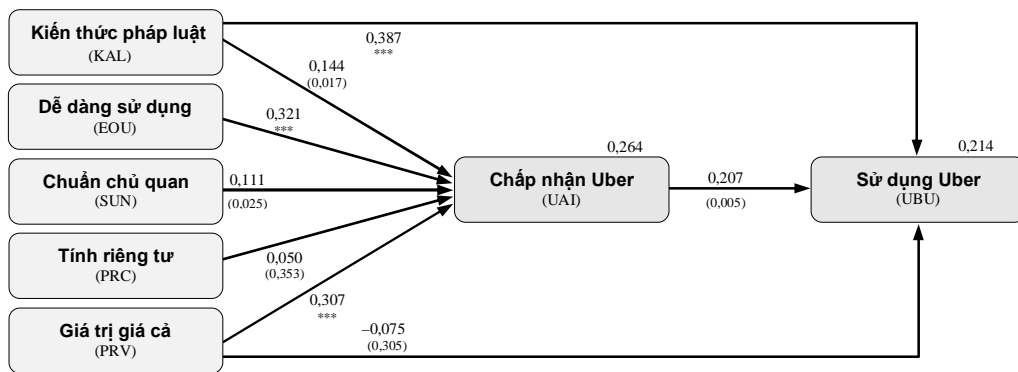 Kiến thức pháp luật
(KAL)
0,387
***
0,144
(0,017)
Dễ dàng sử dụng
(EOU)
0,321
***
0,264
0,214
Chuẩn chủ quan
(SUN)
0,111
(0,025)
Chấp nhận Uber
(UAI)
0,207
(0,005)
Sử dụng Uber
(UBU)
Tính riêng tư
(PRC)
0,050
(0,353)
0,307
***
Giá trị giá cả
(PRV)
–0,075
(0,305)